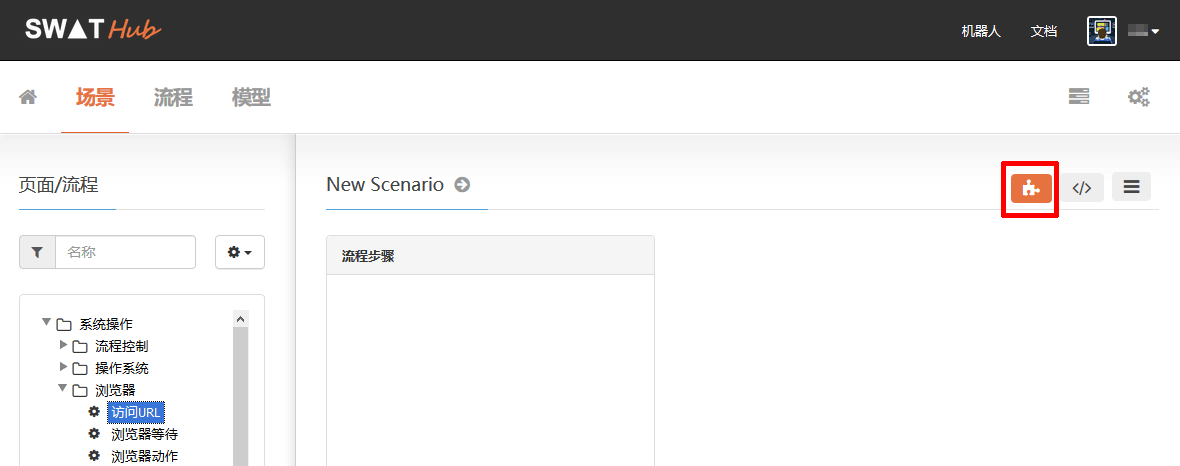 SWAT Hub
机器人 文档
场景 流程 模型
页面/流程
New Scenario
</>
名称
流程步骤
系统操作
流程控制
操作系统
浏览器
访问URL
浏览器等待
浏览器动作